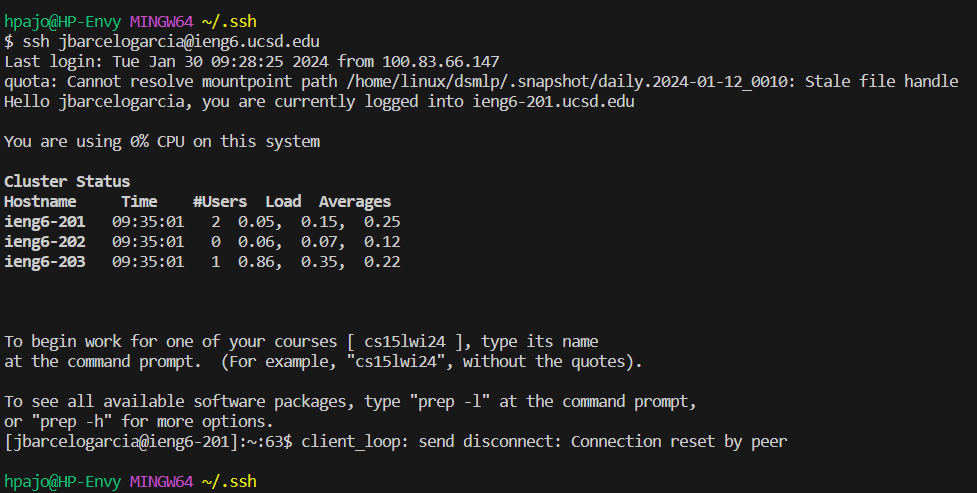 hpajo@HP-Envy MINGW64 ~/.ssh
$ ssh jbarcelogarcia@ieng6.ucsd.edu
Last login: Tue Jan 30 09:28:25 2024 from 100.83.66.147
quota: Cannot resolve mountpoint path /home/linux/dsmlp/.snapshot/daily.2024-01-12_0010: Stale file handle
Hello jbarcelogarcia, you are currently logged into ieng6-201.ucsd.edu

You are using 0% CPU on this system

Cluster Status
Hostname     Time    #Users  Load  Averages
ieng6-201   09:35:01   2  0.05,  0.15,  0.25
ieng6-202   09:35:01   0  0.06,  0.07,  0.12
ieng6-203   09:35:01   1  0.86,  0.35,  0.22

To begin work for one of your courses [ cs15lwi24 ], type its name
at the command prompt.  (For example, "cs15lwi24", without the quotes).

To see all available software packages, type "prep -l" at the command prompt,
or "prep -h" for more options.
[jbarcelogarcia@ieng6-201]:~:63$ client_loop: send disconnect: Connection reset by peer

hpajo@HP-Envy MINGW64 ~/.ssh